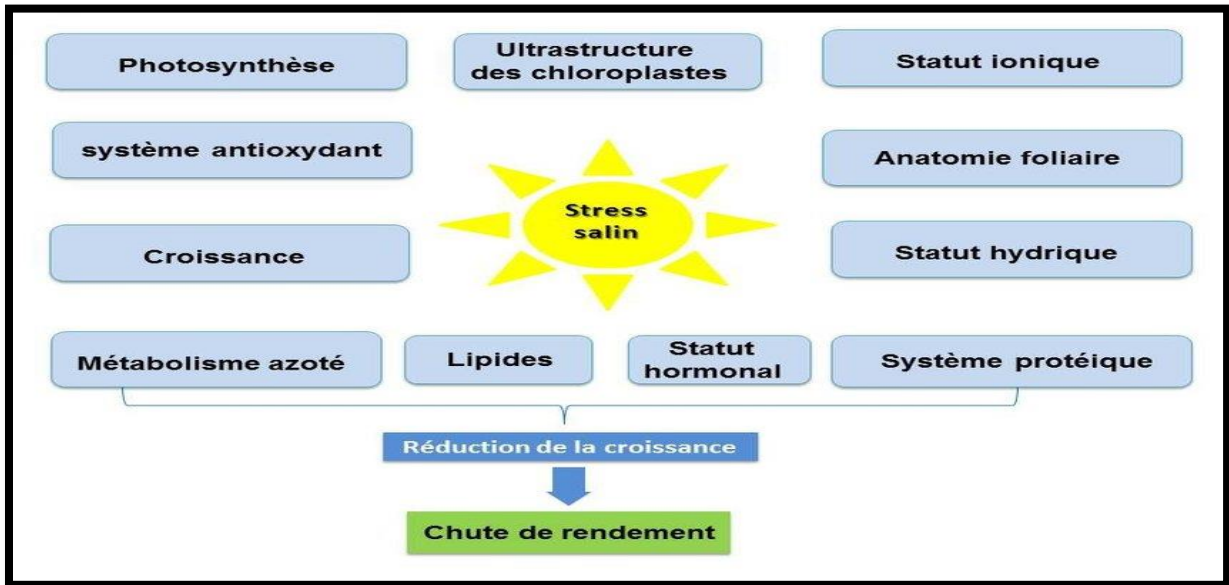 Photosynthèse
Ultrastructure
des chloroplastes
Statut ionique
système antioxydant
Anatomie foliaire
Stress
salin
Croissance
Statut hydrique
Métabolisme azoté
Lipides
Statut
hormonal
Système protéique
Réduction de la croissance
Chute de rendement